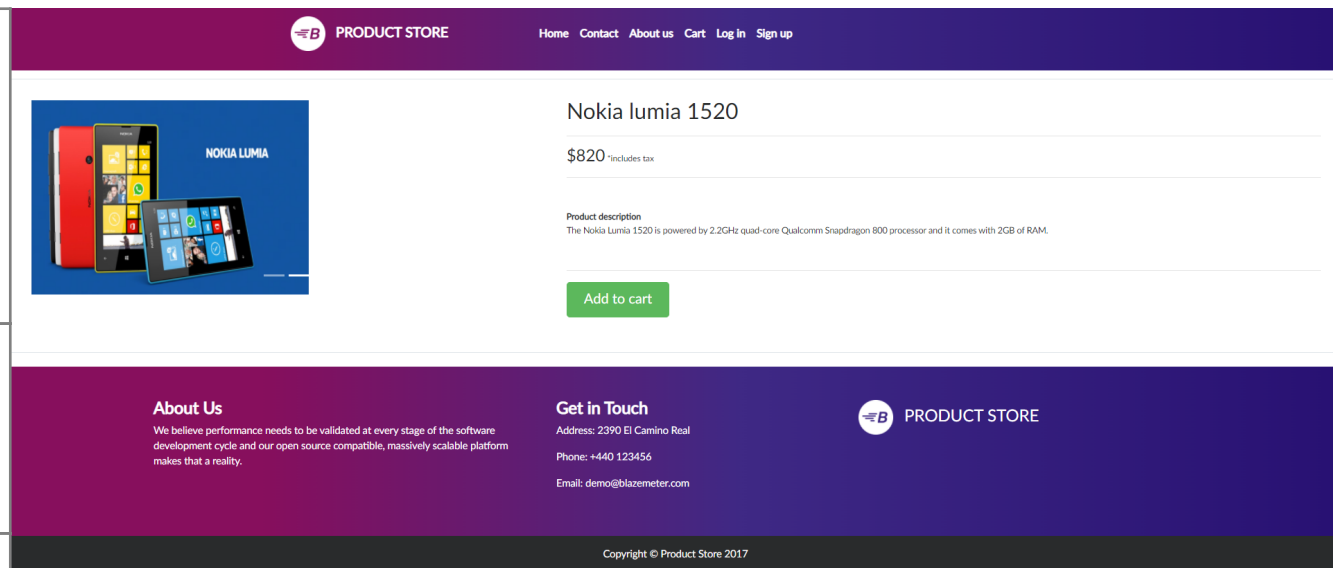 B PRODUCT STORE
Home Contact About us Cart Log in Sign up
NOKIA LUMIA
Nokia lumia 1520
$820 *includes tax
Product description
The Nokia Lumia 1520 is powered by 2.2GHz quad-core Qualcomm Snapdragon 800 processor and it comes with 2GB of RAM.
Add to cart
About Us
We believe performance needs to be validated at every stage of the software
development cycle and our open source compatible, massively scalable platform
makes that a reality.
Get in Touch
Address: 2390 El Camino Real
Phone: +440 123456
Email: demo@blazemeter.com
B PRODUCT STORE
Copyright © Product Store 2017